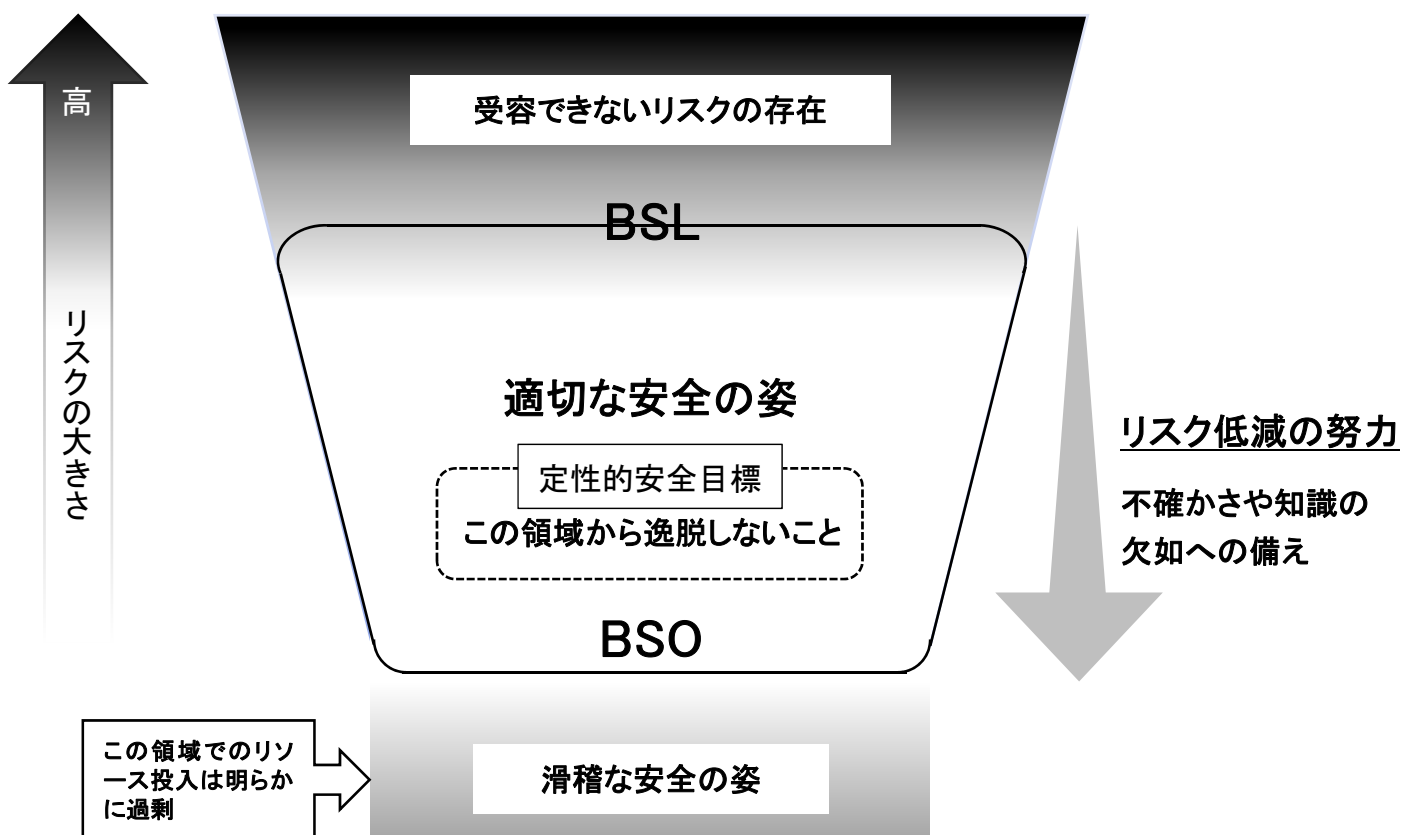 高
リスクの大きさ
受容できないリスクの存在
BSL
適切な安全の姿
定性的安全目標
この領域から逸脱しないこと
BSO
リスク低減の努力
不確かさや知識の
欠如への備え
この領域でのリソ
ース投入は明らか
に過剰
滑稽な安全の姿